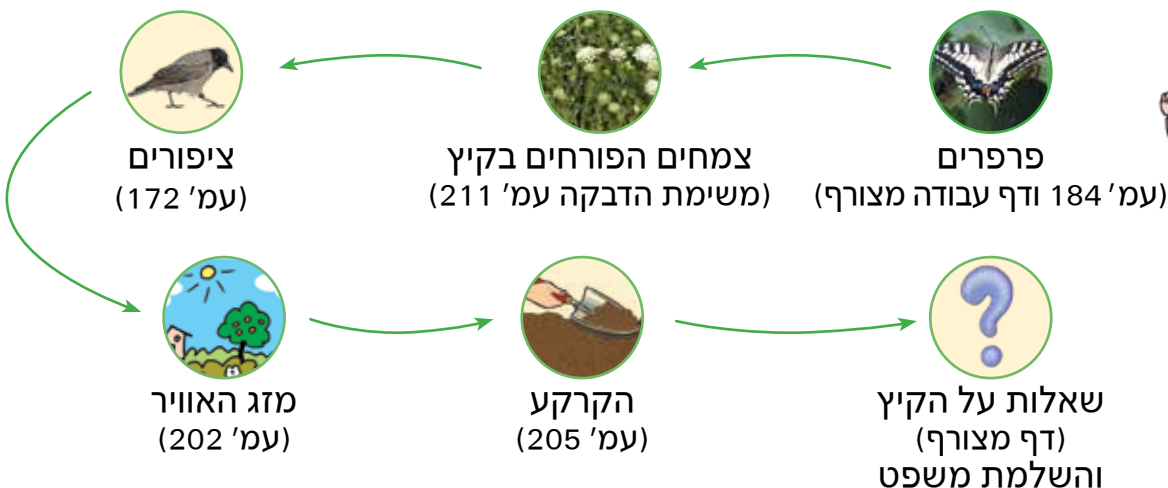 פרפרים
(עמ' 184 ודף עבודה מצורף)
צמחים הפורחים בקיץ
(משימת הדבקה עמ' 211)
ציפורים
(עמ' 172)
מזג האוויר
(עמ' 202)
הקרקע
(עמ' 205)
שאלות על הקיץ
(דף מצורף)
והשלמת משפט